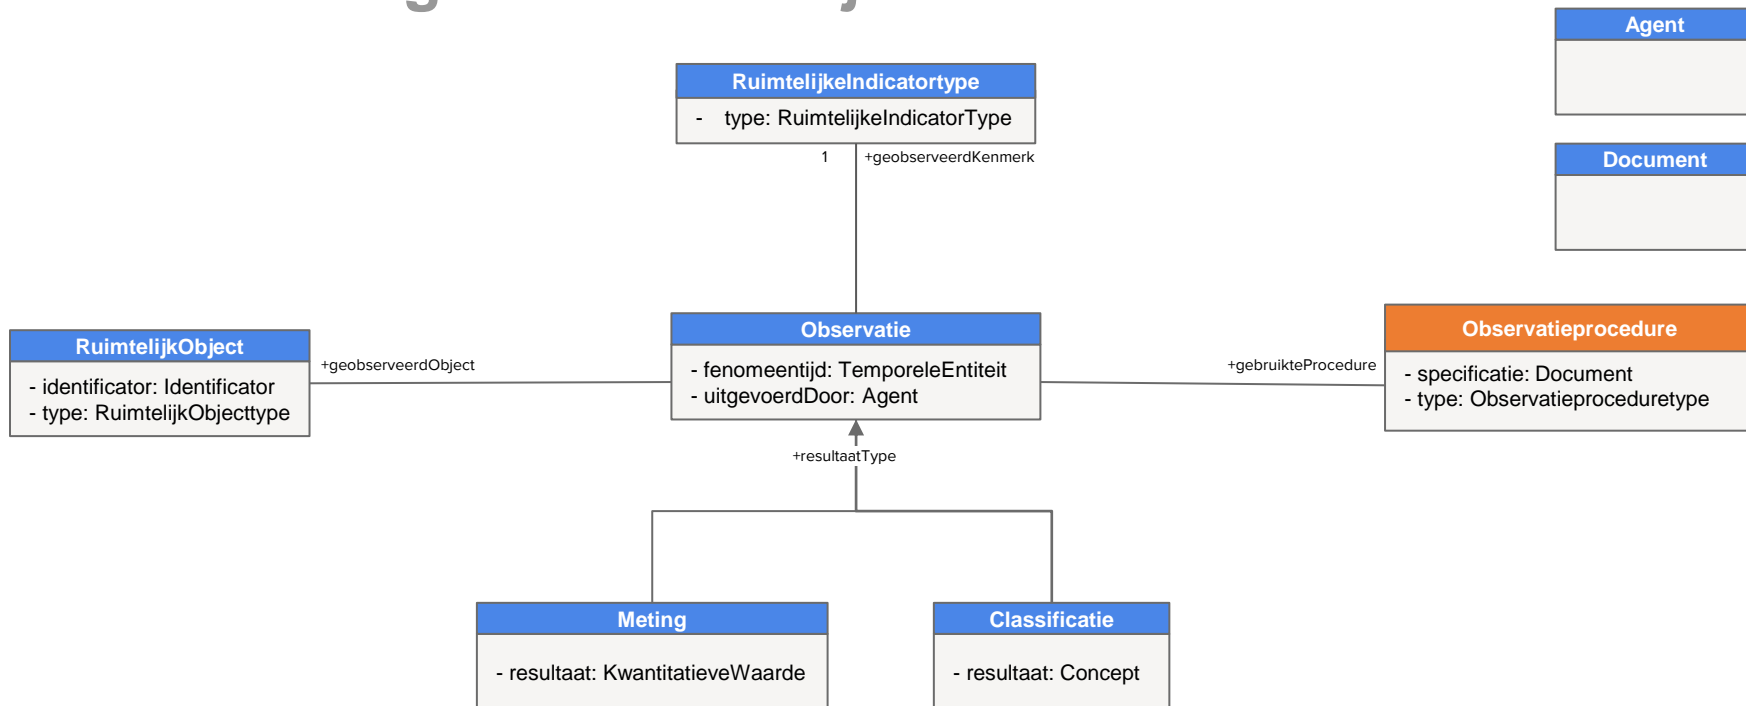 Agent
RuimtelijkeIndicatortype
- type: RuimtelijkeIndicatorType
1 +geobserveerdKenmerk
Document
RuimtelijkObject
- identificator: Identificator
- type: RuimtelijkObjecttype
+geobserveerdObject
Observatie
- fenomeentijd: TemporeleEntiteit
- uitgevoerdDoor: Agent
+gebruikteProcedure
Observatieprocedure
- specificatie: Document
- type: Observatieproceduretype
+resultaatType
Meting
- resultaat: KwantitatieveWaarde
Classificatie
- resultaat: Concept